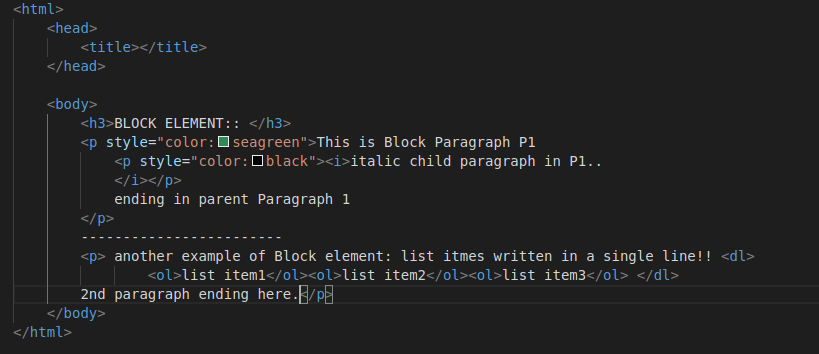 <html>
<head>
<title></title>
</head>
<body>
<h3>BLOCK ELEMENT:: </h3>
<p style="color:seagreen">This is Block Paragraph P1
<p style="color:black"><i>italic child paragraph in P1..
</i></p>
ending in parent Paragraph 1
</p>
------------------------
<p> another example of Block element: list itmes written in a single line!! <dl>
<ol>list item1</ol><ol>list item2</ol><ol>list item3</ol> </dl>
2nd paragraph ending here.</p>
</body>
</html>